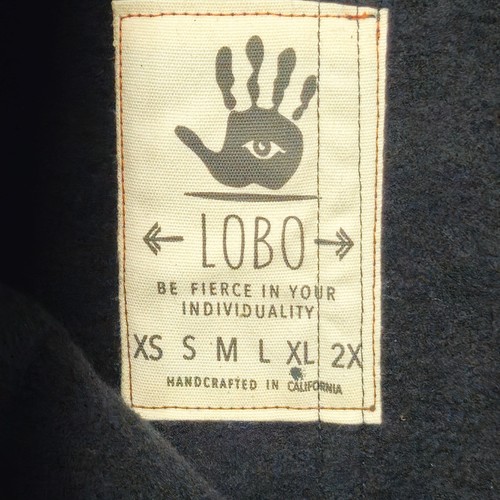 LOBO
BE FIERCE IN YOUR
INDIVIDUALITY
XS S M L XL 2X
HANDCRAFTED IN CALIFORNIA